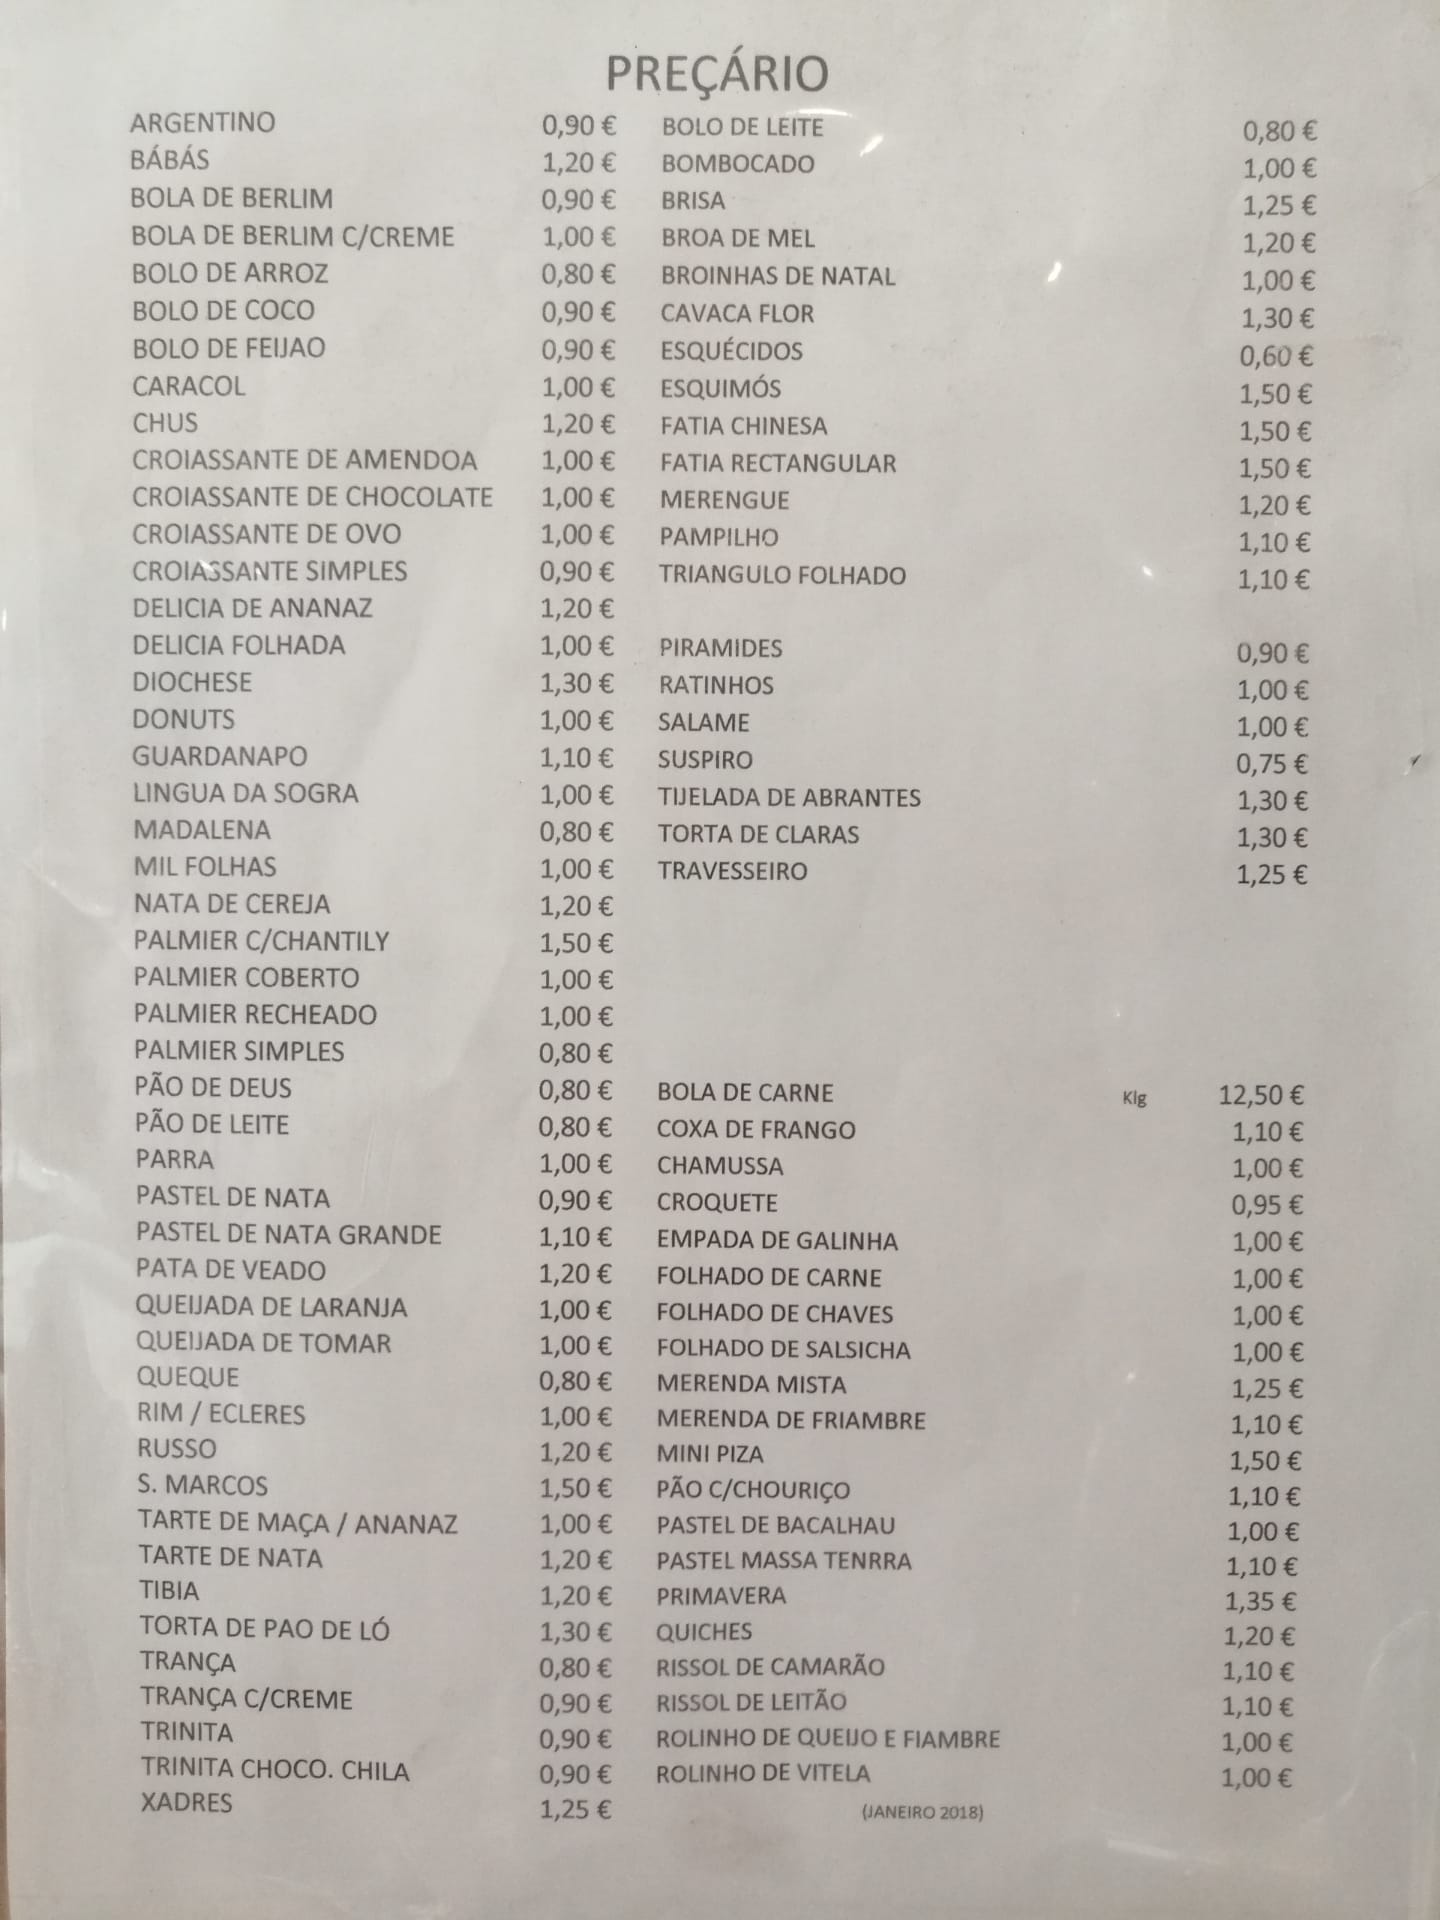 PREÇÁRIO
ARGENTINO 0,90 €
BÁBÁS 1,20 €
BOLA DE BERLIM 0,90 €
BOLA DE BERLIM C/CREME 1,00 €
BOLO DE ARROZ 0,80 €
BOLO DE COCO 0,90 €
BOLO DE FEIJAO 0,90 €
CARACOL 1,00 €
CHUS 1,20 €
CROIASSANTE DE AMENDOA 1,00 €
CROIASSANTE DE CHOCOLATE 1,00 €
CROIASSANTE DE OVO 1,00 €
CROIASSANTE SIMPLES 0,90 €
DELICIA DE ANANAZ 1,20 €
DELICIA FOLHADA 1,00 €
DIOCHESE 1,30 €
DONUTS 1,00 €
GUARDANAPO 1,10 €
LINGUA DA SOGRA 1,00 €
MADALENA 0,80 €
MIL FOLHAS 1,00 €
NATA DE CEREJA 1,20 €
PALMIER C/CHANTILY 1,50 €
PALMIER COBERTO 1,00 €
PALMIER RECHEADO 1,00 €
PALMIER SIMPLES 0,80 €
PÃO DE DEUS 0,80 €
PÃO DE LEITE 0,80 €
PARRA 1,00 €
PASTEL DE NATA 0,90 €
PASTEL DE NATA GRANDE 1,10 €
PATA DE VEADO 1,20 €
QUEIJADA DE LARANJA 1,00 €
QUEIJADA DE TOMAR 1,00 €
QUEQUE 0,80 €
RIM / ECLERES 1,00 €
RUSSO 1,20 €
S. MARCOS 1,50 €
TARTE DE MAÇA / ANANAZ 1,00 €
TARTE DE NATA 1,20 €
TIBIA 1,20 €
TORTA DE PAO DE LÓ 1,30 €
TRANÇA 0,80 €
TRANÇA C/CREME 0,90 €
TRINITA 0,90 €
TRINITA CHOCO. CHILA 0,90 €
XADRES 1,25 €
BOLO DE LEITE 0,80 €
BOMBOCADO 1,00 €
BRISA 1,25 €
BROA DE MEL 1,20 €
BROINHAS DE NATAL 1,00 €
CAVACA FLOR 1,30 €
ESQUÉCIDOS 0,60 €
ESQUIMÓS 1,50 €
FATIA CHINESA 1,50 €
FATIA RECTANGULAR 1,50 €
MERENGUE 1,20 €
PAMPILHO 1,10 €
TRIANGULO FOLHADO 1,10 €
PIRAMIDES 0,90 €
RATINHOS 1,00 €
SALAME 1,00 €
SUSPIRO 0,75 €
TIJELADA DE ABRANTES 1,30 €
TORTA DE CLARAS 1,30 €
TRAVESSEIRO 1,25 €
BOLA DE CARNE Klg 12,50 €
COXA DE FRANGO 1,10 €
CHAMUSSA 1,00 €
CROQUETE 0,95 €
EMPADA DE GALINHA 1,00 €
FOLHADO DE CARNE 1,00 €
FOLHADO DE CHAVES 1,00 €
FOLHADO DE SALSICHA 1,00 €
MERENDA MISTA 1,25 €
MERENDA DE FRIAMBRE 1,10 €
MINI PIZA 1,50 €
PÃO C/CHOURIÇO 1,10 €
PASTEL DE BACALHAU 1,00 €
PASTEL MASSA TENRRA 1,10 €
PRIMAVERA 1,35 €
QUICHES 1,20 €
RISSOL DE CAMARÃO 1,10 €
RISSOL DE LEITÃO 1,10 €
ROLINHO DE QUEIJO E FIAMBRE 1,00 €
ROLINHO DE VITELA 1,00 €
(JANEIRO 2018)